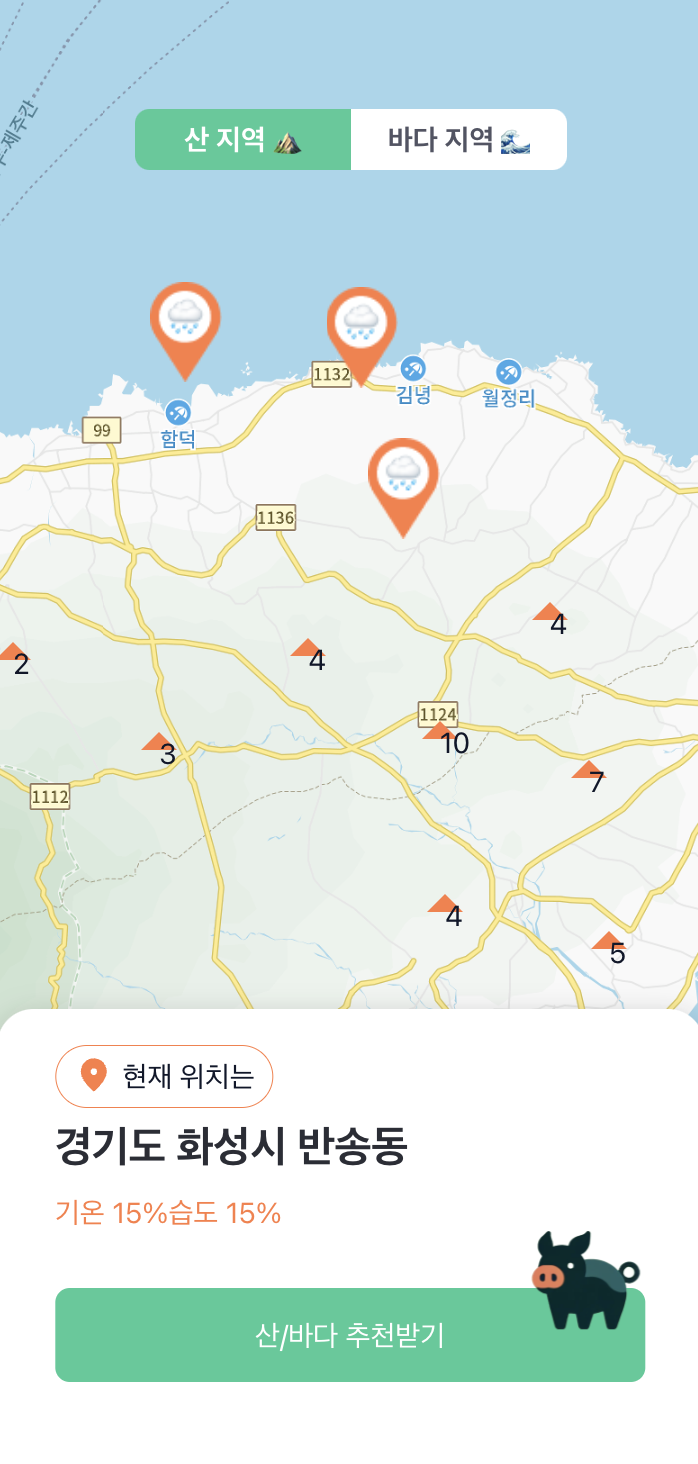 -제주간
산 지역
바다 지역
1132
김녕
월정리
99
함덕
1136
4
2
4
1124
10
3
7
1112
4
5
현재 위치는
경기도 화성시 반송동
기온 15%습도 15%
산/바다 추천받기